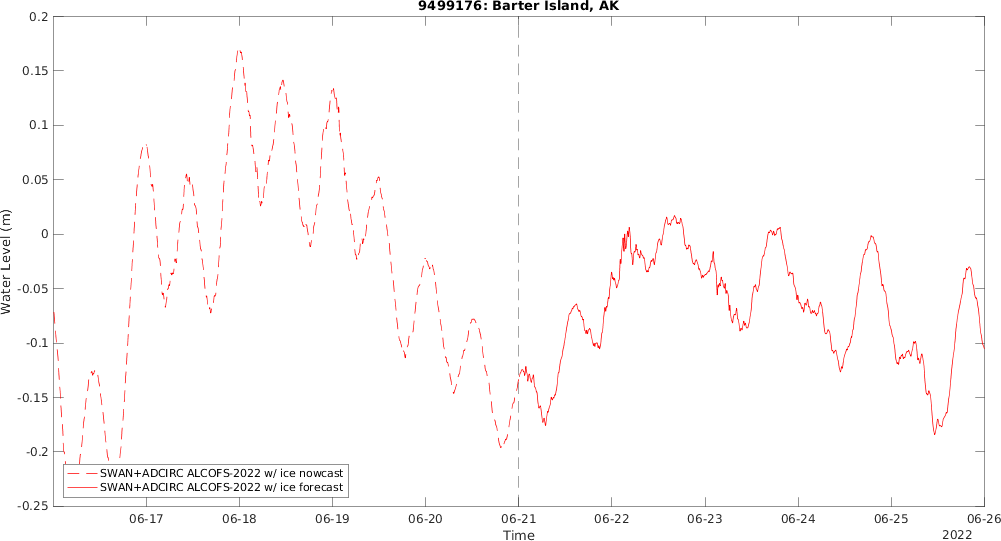 9499176: Barter Island, AK
0.2
0.15
0.1
0.05
0
-0.05
-0.1
-0.15
-0.2
-0.25
Water Level (m)
SWAN+ADCIRC ALCOFS-2022 w/ ice nowcast
SWAN+ADCIRC ALCOFS-2022 w/ ice forecast
06-17 06-18 06-19 06-20 06-21 06-22 06-23 06-24 06-25 06-26
Time
2022